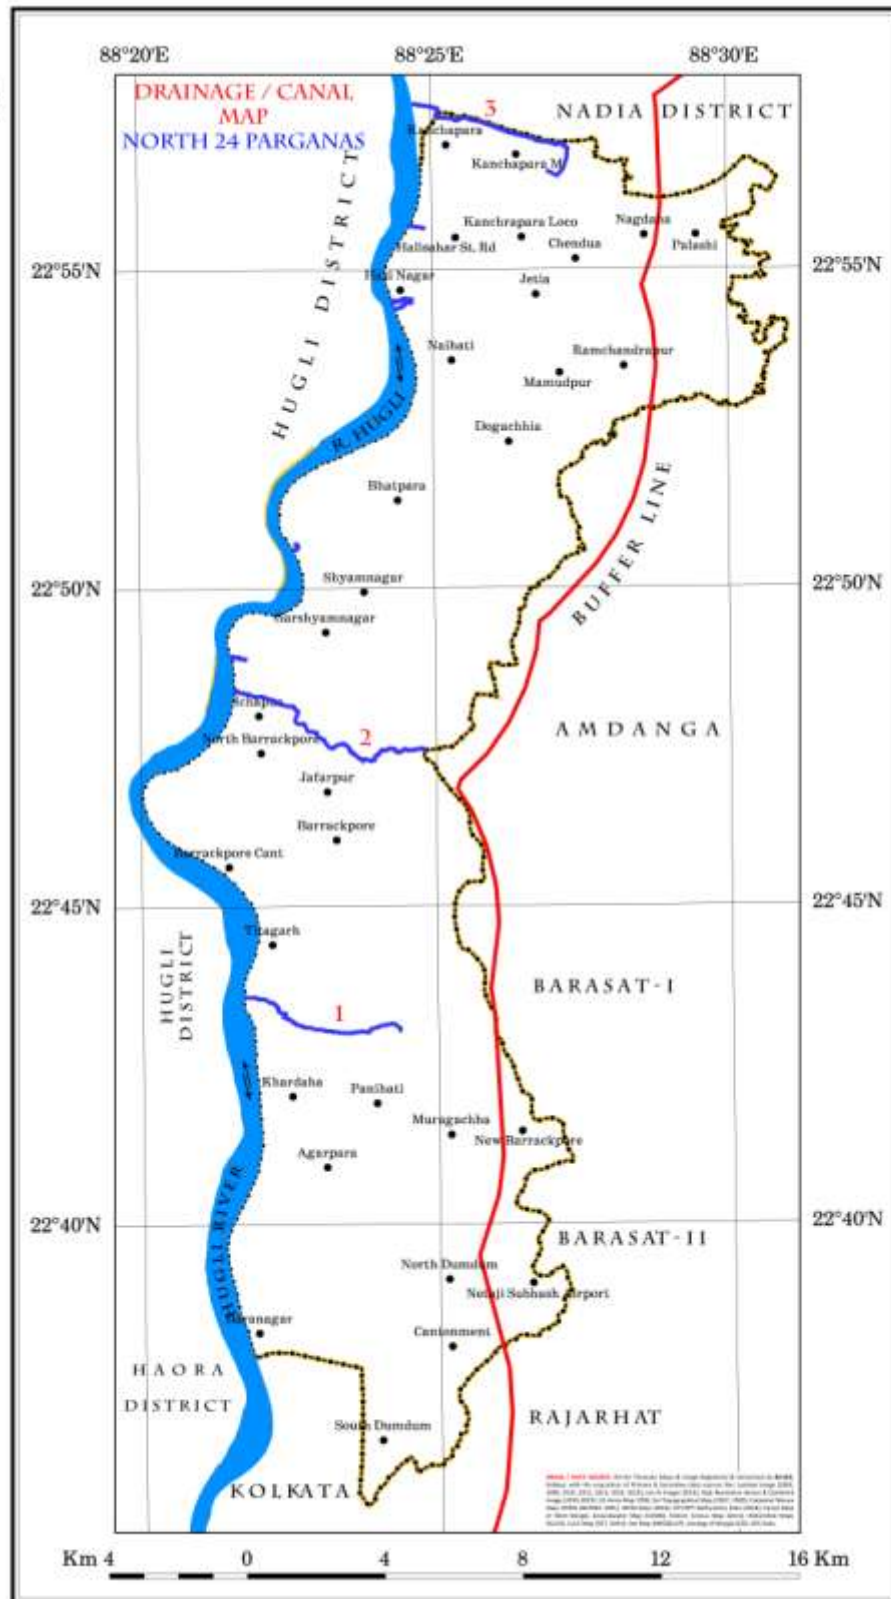 88°20'E 88°25'E 88°30'E
DRAINAGE / CANAL
MAP
NORTH 24 PARGANAS
3
NADIA DISTRICT
Kanchapara
Kanchapara M
HUGLI DISTRICT
Kanchrapara Loco
Nagdaha
Halisahar St. Rd
Chendua
Palashi
22°55'N
22°55'N
Jetia
Naihati
Ramchandrapur
Mamudpur
R. HUGLI
Dogachhia
Bhatpara
BUFFER LINE
22°50'N
Shyamnagar
22°50'N
Garshyamnagar
AMDANGA
2
North Barrackpore
Jafarpur
Barrackpore
Barrackpore Cant
22°45'N
22°45'N
Titagarh
HUGLI
DISTRICT
BARASAT-I
1
Khardaha
Panihati
Muragachha
New Barrackpore
Agarpara
22°40'N
22°40'N
HUGLI RIVER
BARASAT-II
North Dumdum
Netaji Subhash Airport
Cantonment
HAORA
DISTRICT
RAJARHAT
South Dumdum
KOLKATA
Km 4 0 4 8 12 16 Km